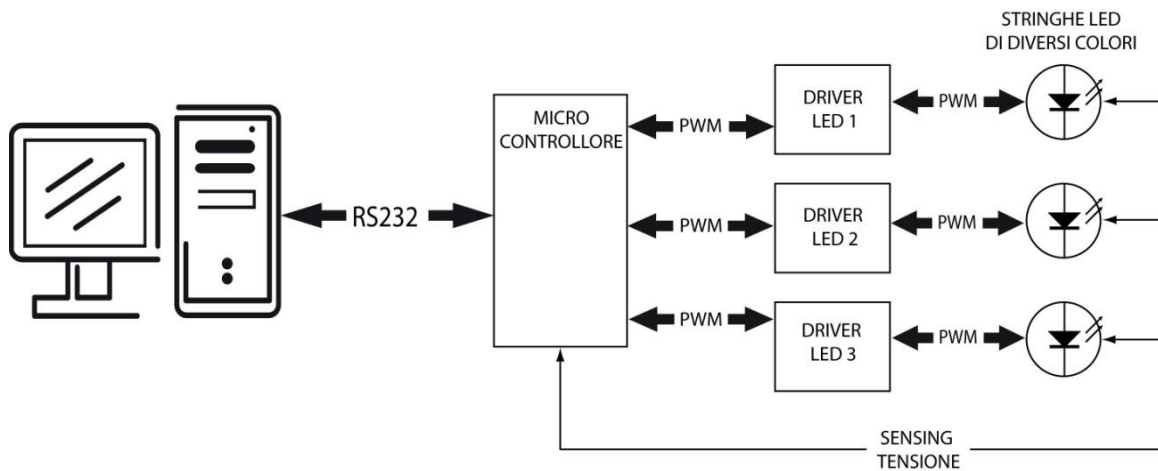 STRINGHE LED
DI DIVERSI COLORI
MICRO
CONTROLLORE
RS232
PWM
DRIVER
LED 1
PWM
PWM
DRIVER
LED 2
PWM
PWM
DRIVER
LED 3
PWM
SENSING
TENSIONE